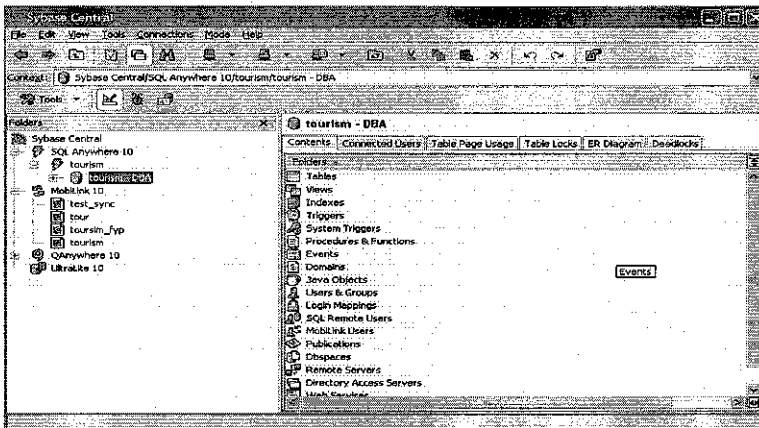 Sybase Central
File Edit View Tools Connections Mode Help
Context: Sybase Central/SQL Anywhere 10/tourism/tourism - DBA
Tools
Folders
Sybase Central
SQL Anywhere 10
tourism
tourism - DBA
MobiLink 10
test_sync
tour
toursim_fyp
tourism
QAnywhere 10
UltraLite 10
tourism - DBA
Contents Connected Users Table Page Usage Table Locks ER Diagram Deadlocks
Folders
Tables
Views
Indexes
Triggers
System Triggers
Procedures & Functions
Events
Domains
Java Objects
Users & Groups
Login Mappings
SQL Remote Users
MobiLink Users
Publications
Dbspaces
Remote Servers
Directory Access Servers
Web Services
Events